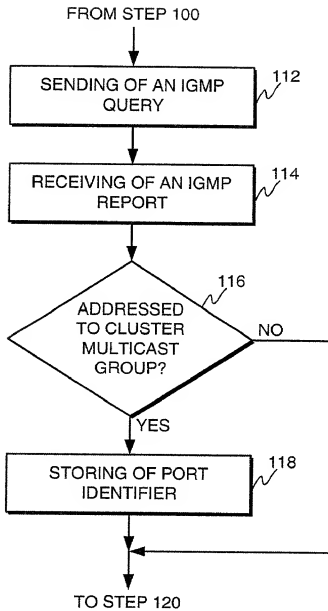 FROM STEP 100
SENDING OF AN IGMP
QUERY
112
RECEIVING OF AN IGMP
REPORT
114
ADDRESSED
TO CLUSTER
MULTICAST
GROUP?
116
NO
YES
STORING OF PORT
IDENTIFIER
118
TO STEP 120